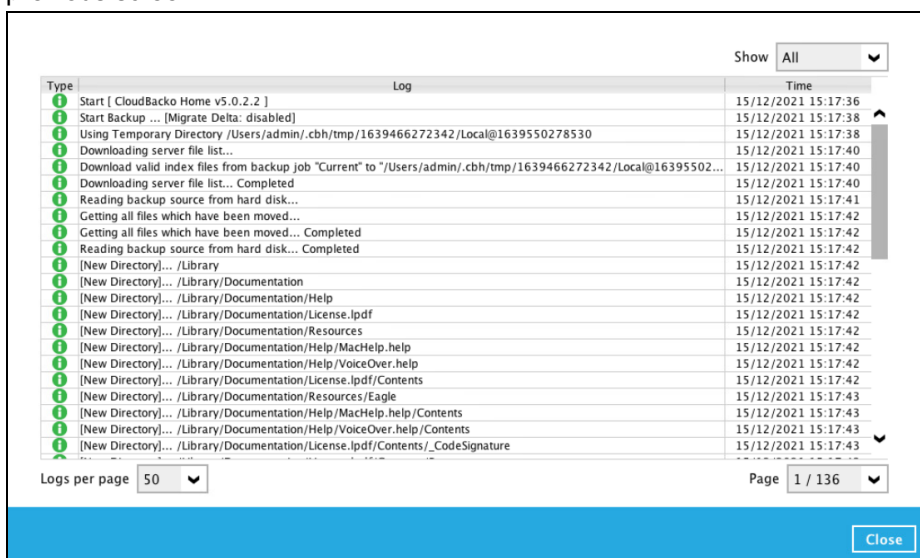 Show All
Type Log Time
Start [ CloudBacko Home v5.0.2.2 ] 15/12/2021 15:17:36
Start Backup ... [Migrate Delta: disabled] 15/12/2021 15:17:38
Using Temporary Directory /Users/admin/.cbh/tmp/1639466272342/Local@1639550278530 15/12/2021 15:17:38
Downloading server file list... 15/12/2021 15:17:40
Download valid index files from backup job "Current" to "/Users/admin/.cbh/tmp/1639466272342/Local@16395502... 15/12/2021 15:17:40
Downloading server file list... Completed 15/12/2021 15:17:40
Reading backup source from hard disk... 15/12/2021 15:17:41
Getting all files which have been moved... 15/12/2021 15:17:42
Getting all files which have been moved... Completed 15/12/2021 15:17:42
Reading backup source from hard disk... Completed 15/12/2021 15:17:42
[New Directory]... /Library 15/12/2021 15:17:42
[New Directory]... /Library/Documentation 15/12/2021 15:17:42
[New Directory]... /Library/Documentation/Help 15/12/2021 15:17:42
[New Directory]... /Library/Documentation/License.lpdf 15/12/2021 15:17:42
[New Directory]... /Library/Documentation/Resources 15/12/2021 15:17:42
[New Directory]... /Library/Documentation/Help/MacHelp.help 15/12/2021 15:17:42
[New Directory]... /Library/Documentation/Help/VoiceOver.help 15/12/2021 15:17:42
[New Directory]... /Library/Documentation/License.lpdf/Contents 15/12/2021 15:17:42
[New Directory]... /Library/Documentation/Resources/Eagle 15/12/2021 15:17:43
[New Directory]... /Library/Documentation/Help/MacHelp.help/Contents 15/12/2021 15:17:43
[New Directory]... /Library/Documentation/Help/VoiceOver.help/Contents 15/12/2021 15:17:43
[New Directory]... /Library/Documentation/License.lpdf/Contents/_CodeSignature 15/12/2021 15:17:43
Logs per page 50 Page 1 / 136
Close